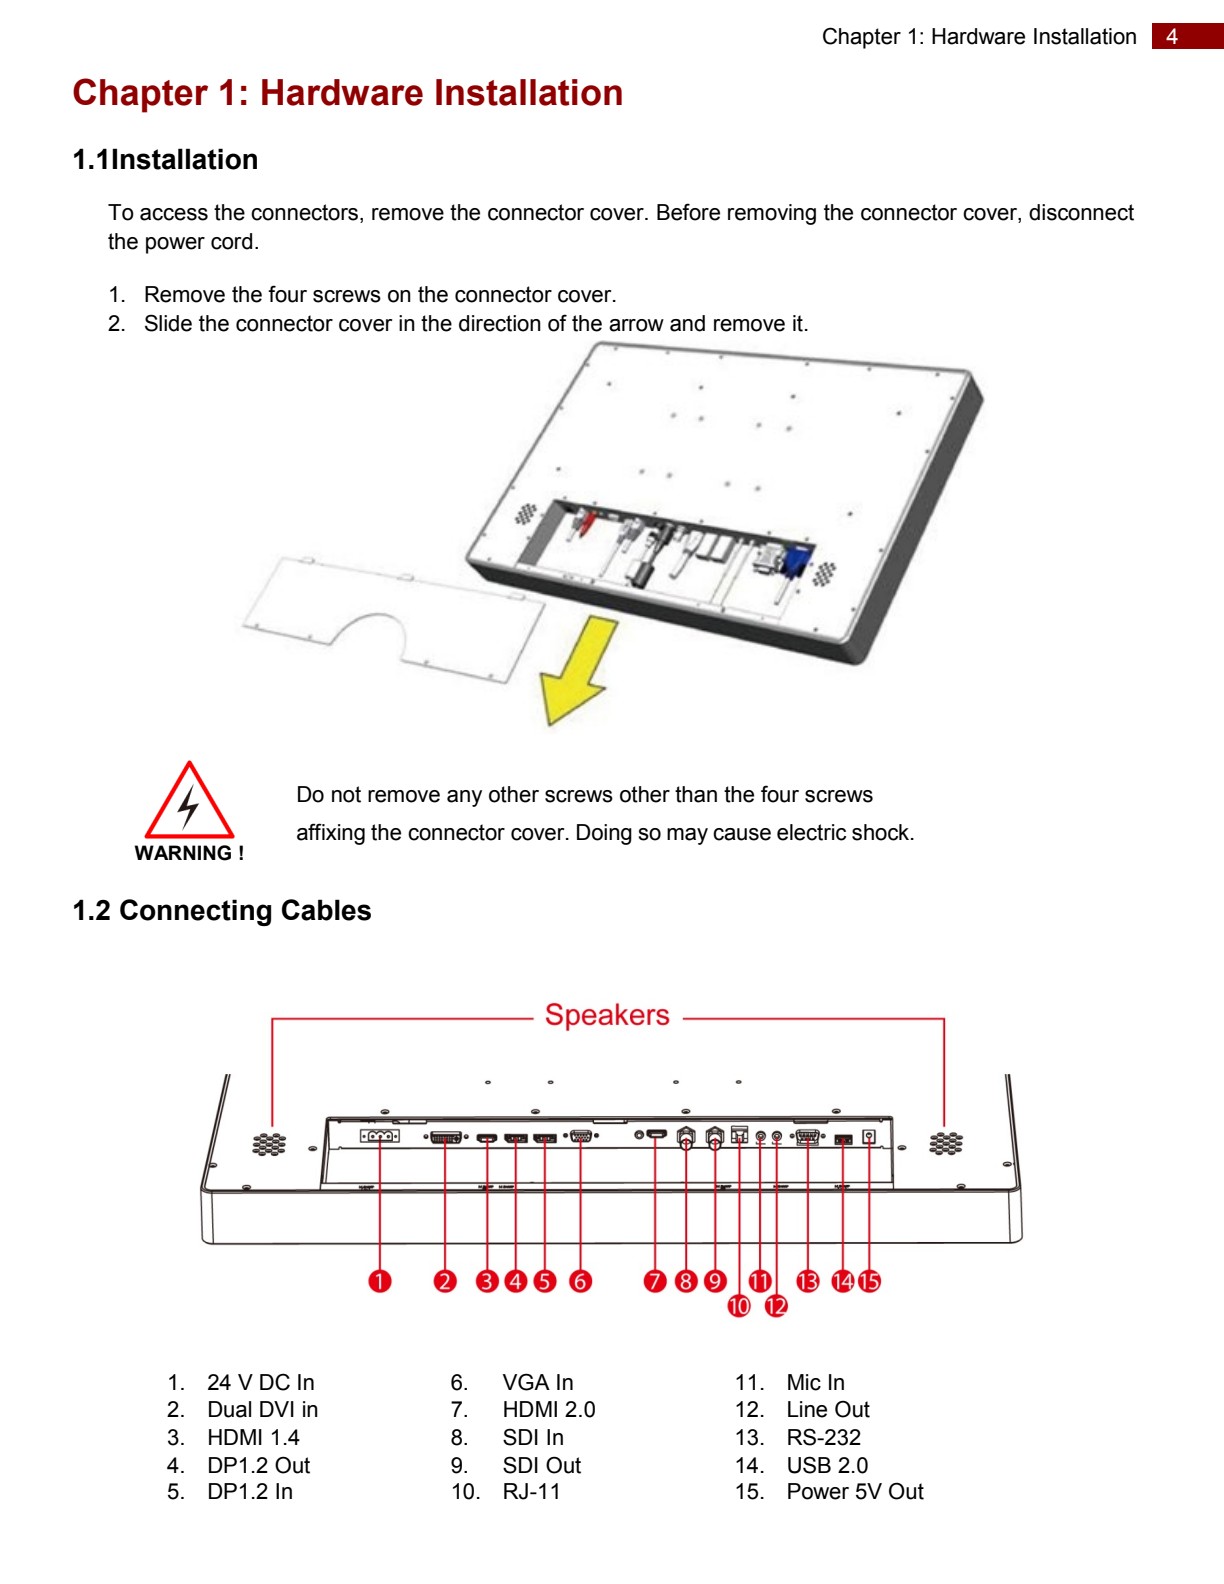 Chapter 1: Hardware Installation 4
Chapter 1: Hardware Installation
1.1Installation
To access the connectors, remove the connector cover. Before removing the connector cover, disconnect
the power cord.
1. Remove the four screws on the connector cover.
2. Slide the connector cover in the direction of the arrow and remove it.
WARNING !
Do not remove any other screws other than the four screws
affixing the connector cover. Doing so may cause electric shock.
1.2 Connecting Cables
Speakers
1 2 3 4 5 6 7 8 9 11 13 14 15
10 12
1. 24 V DC In
2. Dual DVI in
3. HDMI 1.4
4. DP1.2 Out
5. DP1.2 In
6. VGA In
7. HDMI 2.0
8. SDI In
9. SDI Out
10. RJ-11
11. Mic In
12. Line Out
13. RS-232
14. USB 2.0
15. Power 5V Out